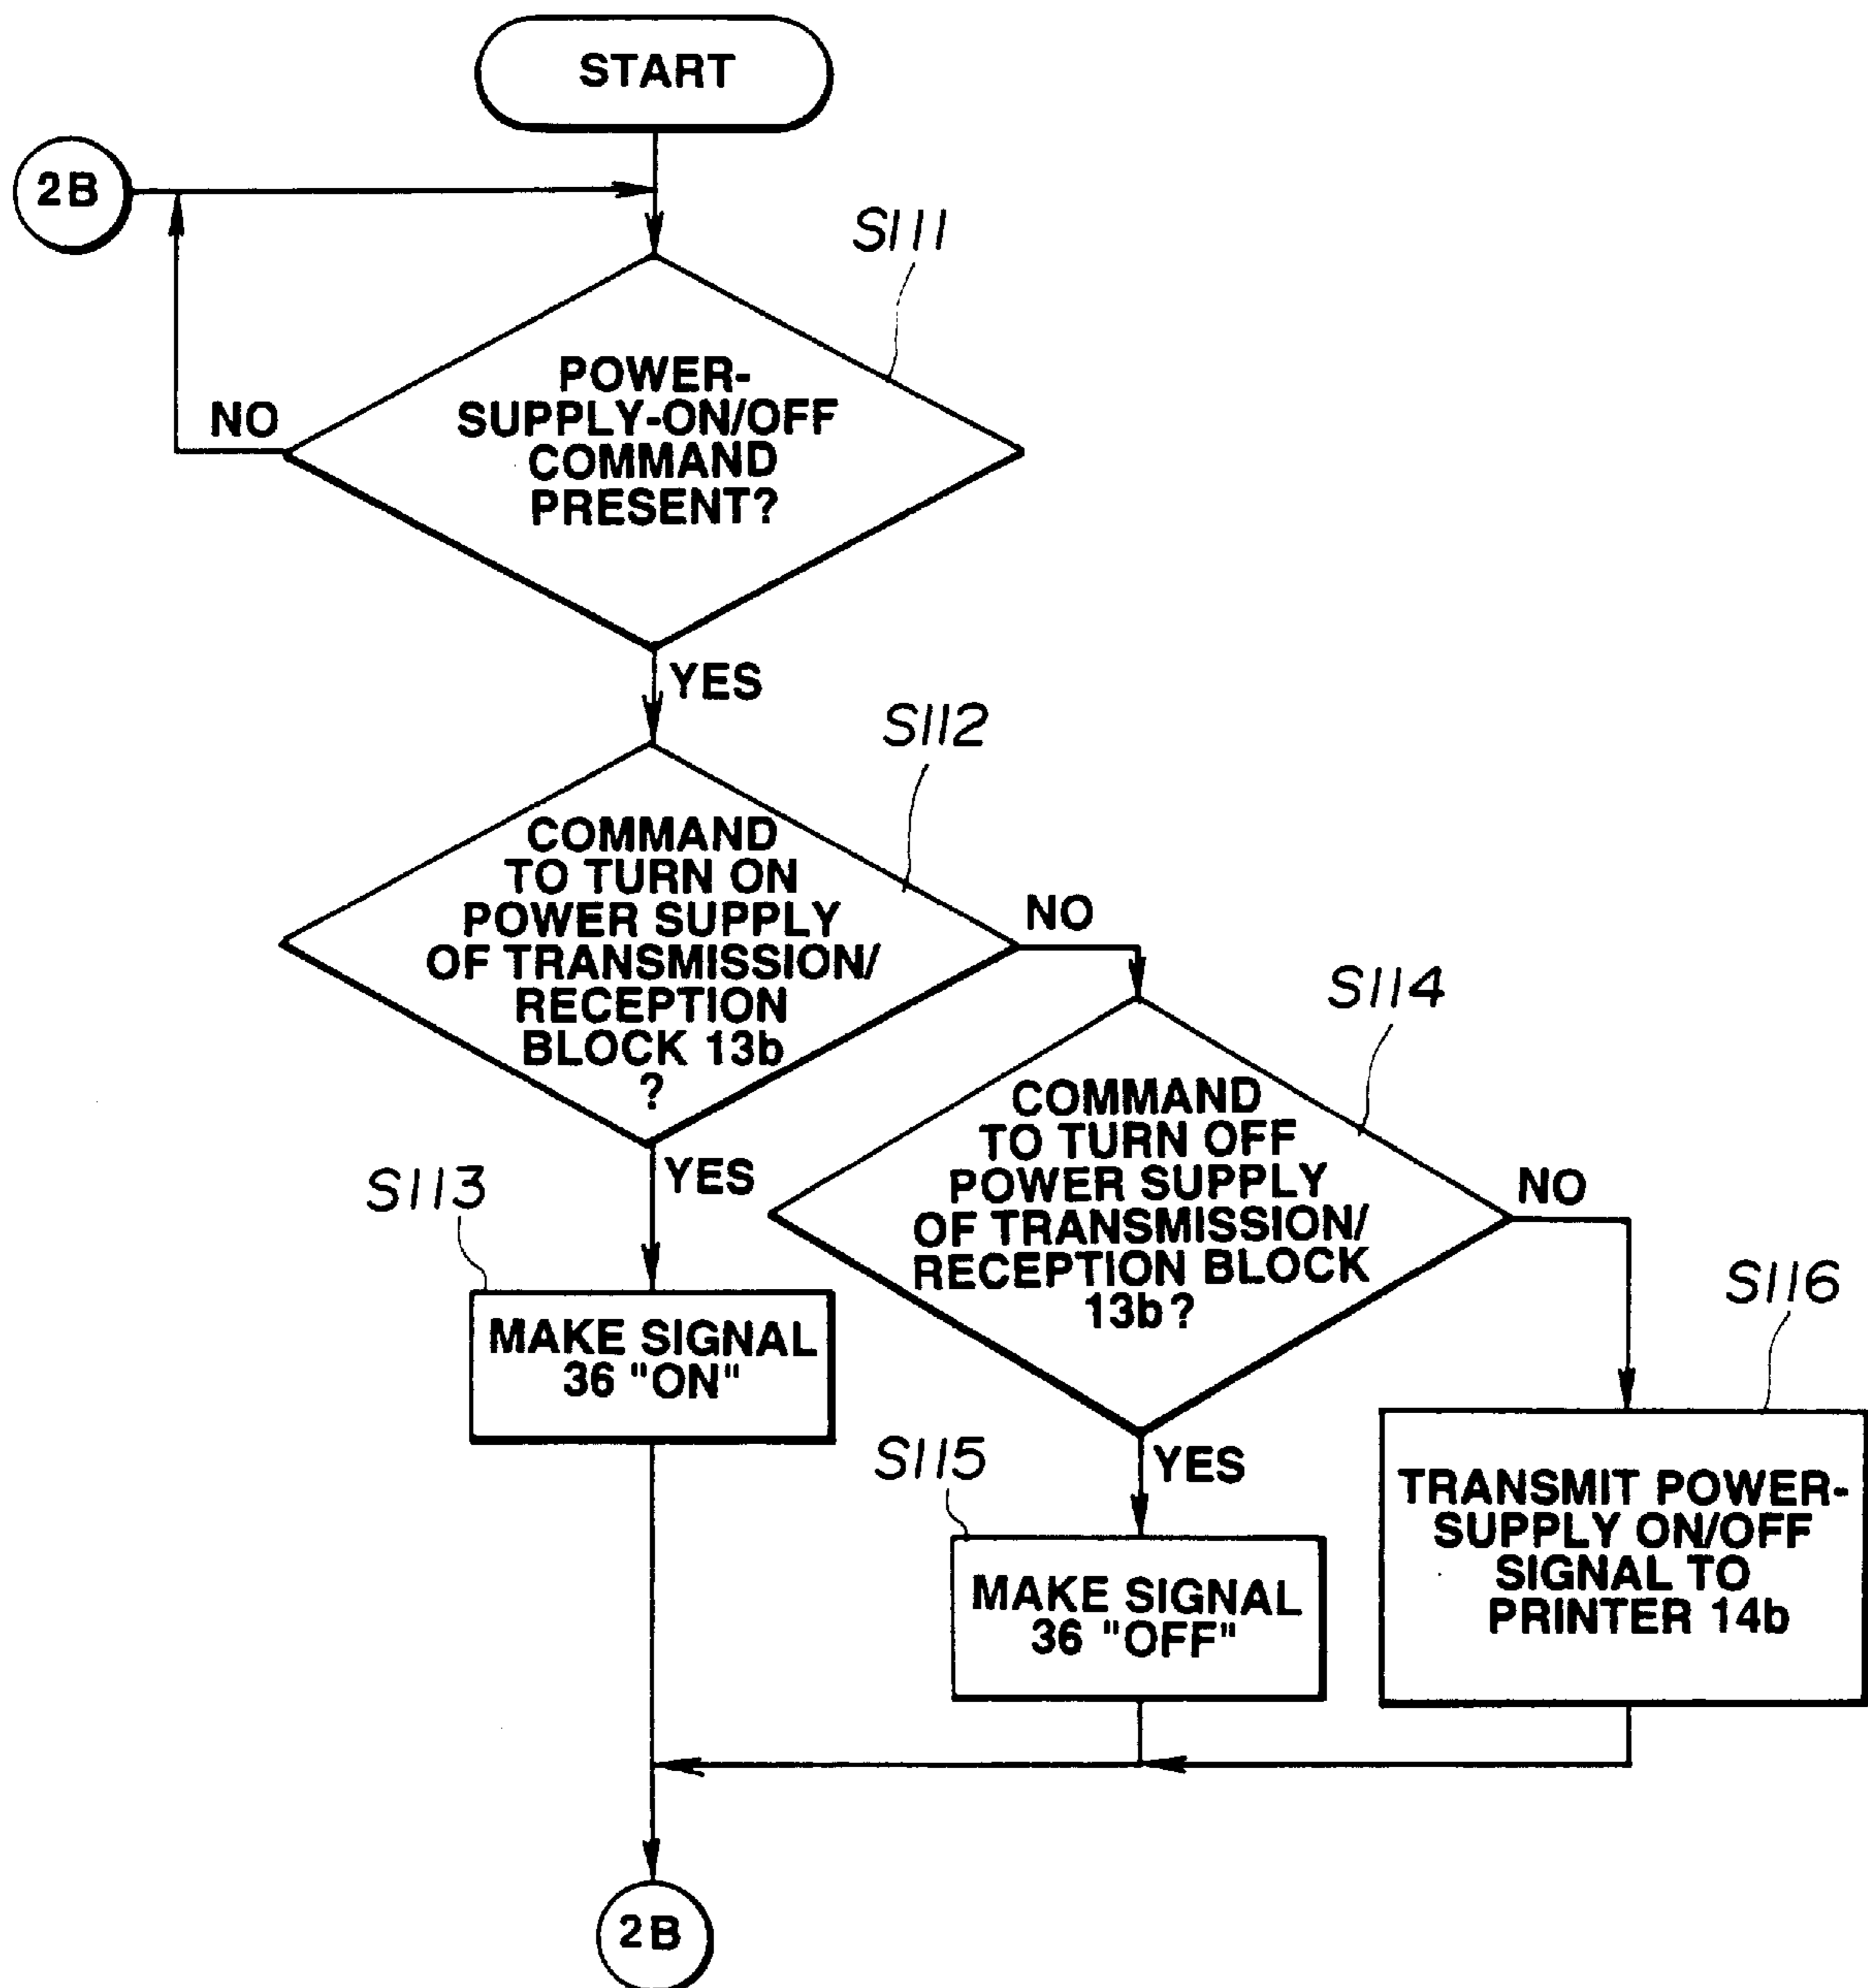 START
2B
S111
POWER-
SUPPLY-ON/OFF
COMMAND
PRESENT?
NO
YES
S112
COMMAND
TO TURN ON
POWER SUPPLY
OF TRANSMISSION/
RECEPTION
BLOCK 13b
?
NO
YES
S114
COMMAND
TO TURN OFF
POWER SUPPLY
OF TRANSMISSION/
RECEPTION BLOCK
13b?
NO
YES
S113
MAKE SIGNAL
36 "ON"
S115
MAKE SIGNAL
36 "OFF"
S116
TRANSMIT POWER-
SUPPLY ON/OFF
SIGNAL TO
PRINTER 14b
2B